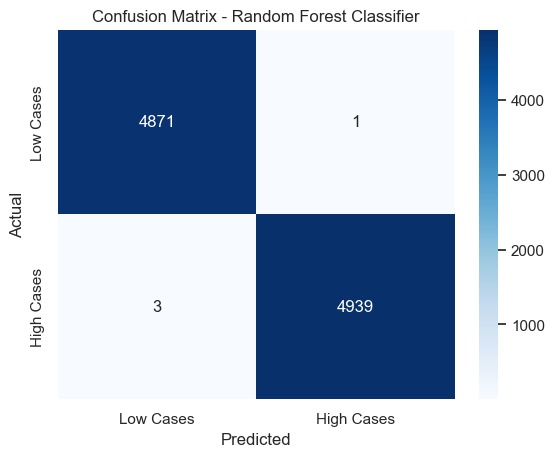 Confusion Matrix - Random Forest Classifier
Actual
Low Cases
High Cases
4871 1
3 4939
Low Cases High Cases
Predicted
4000
3000
2000
1000